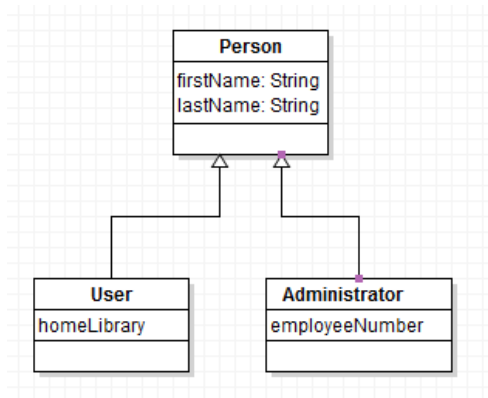 Person
firstName: String
lastName: String
User
homeLibrary
Administrator
employeeNumber